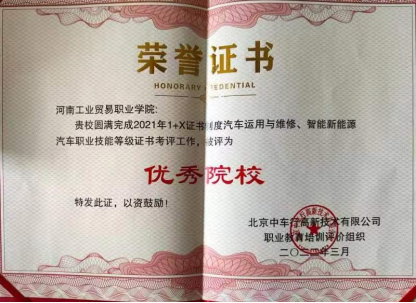 荣誉证书
HONORARY CREDENTIAL
河南工业贸易职业学院:
贵校圆满完成2021年1+X证书制度汽车运用与维修、智能新能源
汽车职业技能等级证书考评工作,被评为
优秀院校
特发此证,以资鼓励!
北京中车行高新技术有限公司
职业教育培训评价组织
三月